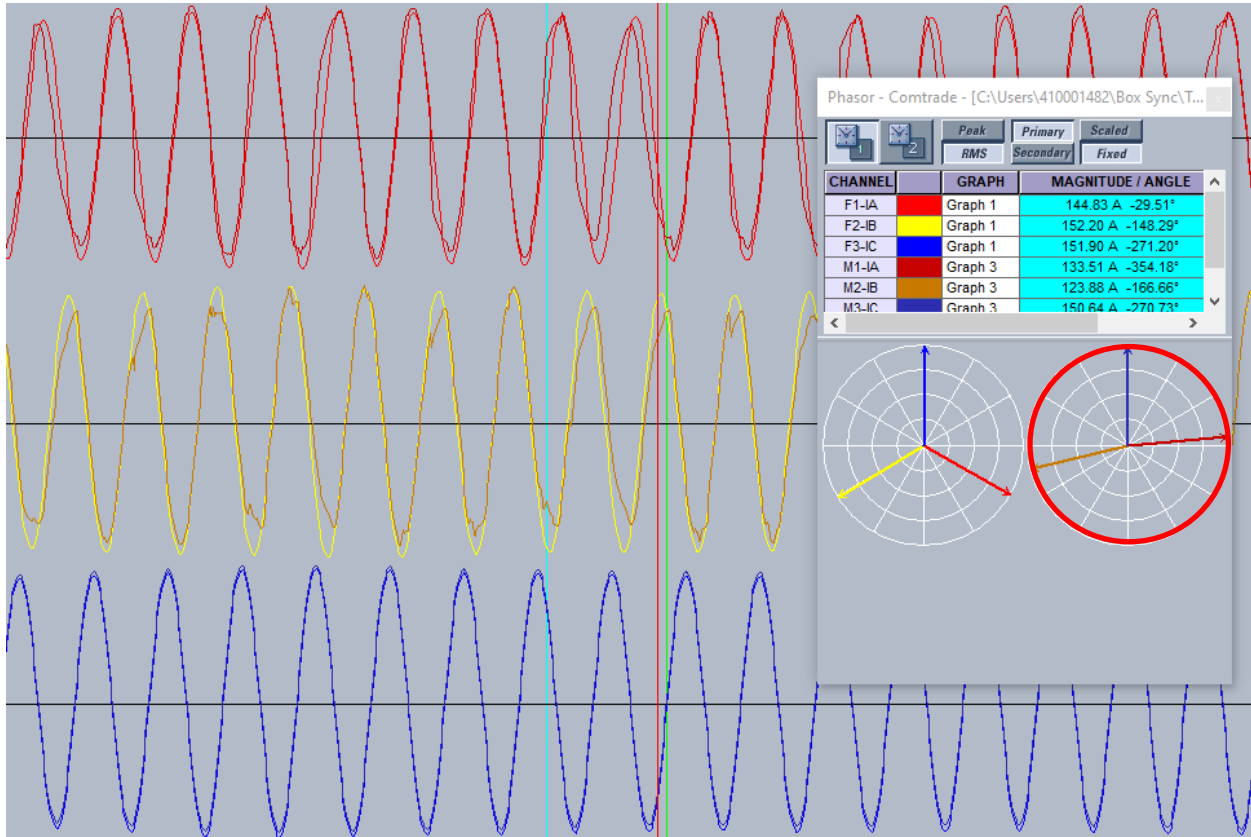 Phasor - Comtrade - [C:\Users\410001482\Box Sync\T...
1 2 Peak Primary Scaled
RMS Secondary Fixed
CHANNEL GRAPH MAGNITUDE / ANGLE
F1-IA Graph 1 144.83 A -29.51°
F2-IB Graph 1 152.20 A -148.29°
F3-IC Graph 1 151.90 A -271.20°
M1-IA Graph 3 133.51 A -354.18°
M2-IB Graph 3 123.88 A -166.66°
M3-IC Graph 3 150.64 A -270.73°